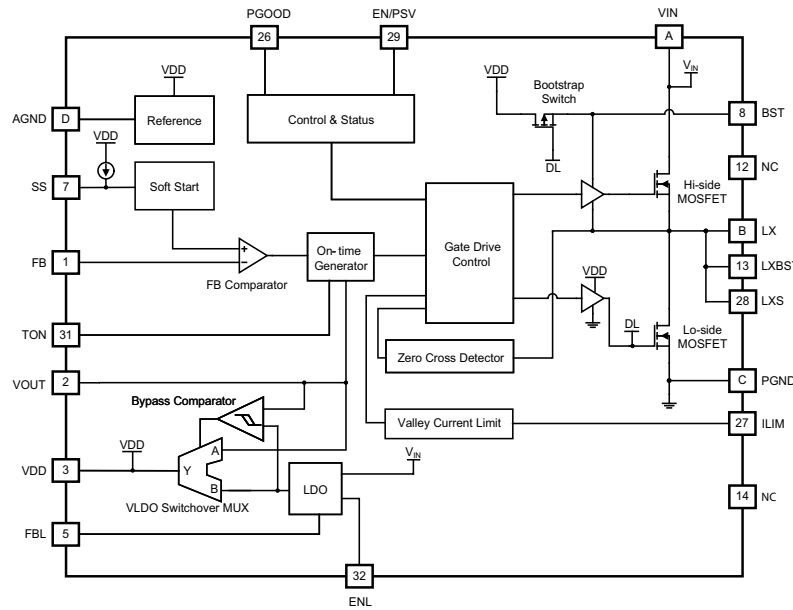 PGOOD
EN/PSV
VIN
26
29
A
VDD
VIN
VDD
Bootstrap
Switch
AGND
D
Reference
Control & Status
8
BST
VDD
DL
12
NC
SS
7
Soft Start
Hi-side
MOSFET
Gate Drive
Control
B
LX
FB
1
+
−
On-time
Generator
FB Comparator
13
LXBST
VDD
28
LXS
TON
31
DL
Lo-side
MOSFET
Zero Cross Detector
VOUT
2
C
PGND
Bypass Comparator
Valley Current Limit
27
ILIM
VDD
A
VDD
3
Y
VIN
B
LDO
14
NC
VLDO Switchover MUX
FBL
5
32
ENL